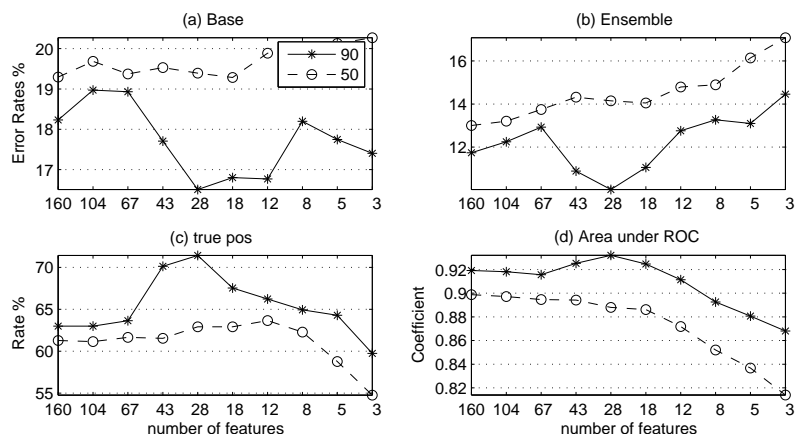 (a) Base
Error Rates %
20
19
18
17
160 104 67 43 28 18 12 8 5 3
90
50
(b) Ensemble
16
14
12
160 104 67 43 28 18 12 8 5 3
(c) true pos
Rate %
70
65
60
55
160 104 67 43 28 18 12 8 5 3
number of features
(d) Area under ROC
Coefficient
0.92
0.9
0.88
0.86
0.84
0.82
160 104 67 43 28 18 12 8 5 3
number of features